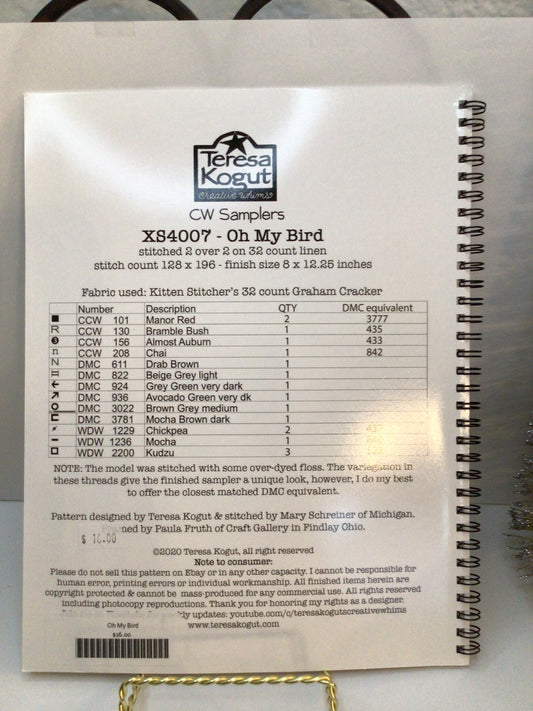 Teresa
Kogut
Creative Whims
CW Samplers
XS4007 - Oh My Bird
stitched 2 over 2 on 32 count linen
stitch count 128 x 196 - finish size 8 x 12.25 inches
Fabric used: Kitten Stitcher's 32 count Graham Cracker
Number Description QTY DMC equivalent
■ CCW 101 Manor Red 2 3777
R CCW 130 Bramble Bush 1 435
CCW 156 Almost Auburn 1 433
n CCW 208 Chai 1 842
N DMC 611 Drab Brown 1
DMC 822 Beige Grey light 1
← DMC 924 Grey Green very dark 1
↗ DMC 936 Avocado Green very dk 1
DMC 3022 Brown Grey medium 1
DMC 3781 Mocha Brown dark 1
WDW 1229 Chickpea 2
- WDW 1236 Mocha 1
WDW 2200 Kudzu 3
NOTE: The model was stitched with some over-dyed floss. The variegation in
these threads give the finished sampler a unique look, however, I do my best
to offer the closest matched DMC equivalent.
Pattern designed by Teresa Kogut & stitched by Mary Schreiner of Michigan.
by Paula Fruth of Craft Gallery in Findlay Ohio.
$ 16.00
©2020 Teresa Kogut, all right reserved
Note to consumer:
Please do not sell this pattern on Ebay or in any other capacity. I cannot be responsible for
human error, printing errors or individual workmanship. All finished items herein are
copyright protected & cannot be mass-produced for any commercial use. All rights reserved
including photocopy reproductions. Thank you for honoring my rights as a designer.
updates: youtube.com/c/teresakogutscreativewhims
Oh My Bird
$16.00
www.teresakogut.com